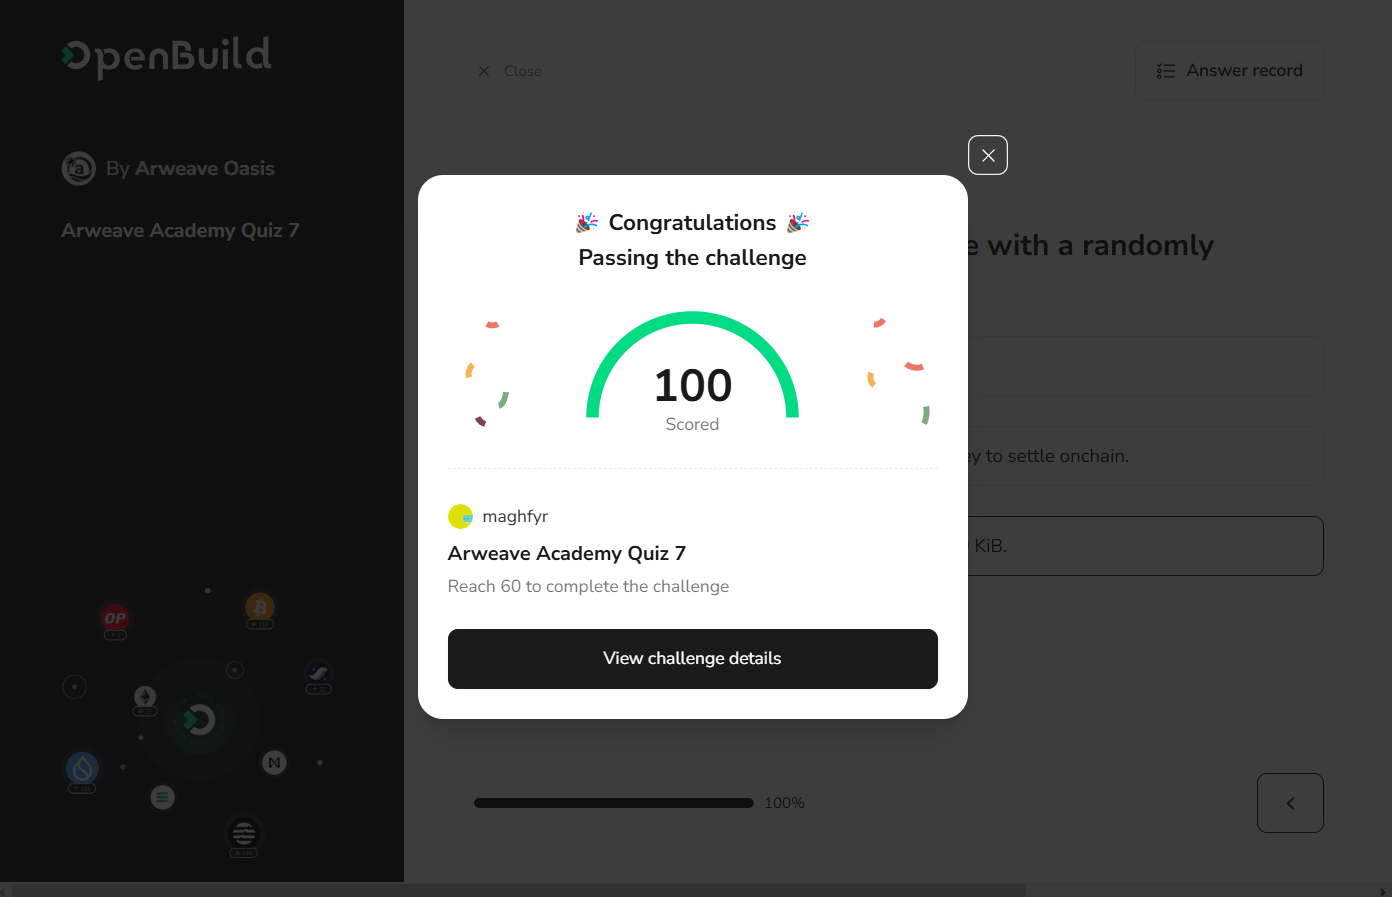 OpenBuild
Close
Answer record
By Arweave Oasis
Arweave Academy Quiz 7
🎉 Congratulations 🎉
Passing the challenge
with a randomly
100
Scored
to settle onchain.
KiB.
maghfyr
Arweave Academy Quiz 7
Reach 60 to complete the challenge
View challenge details
OP
100%